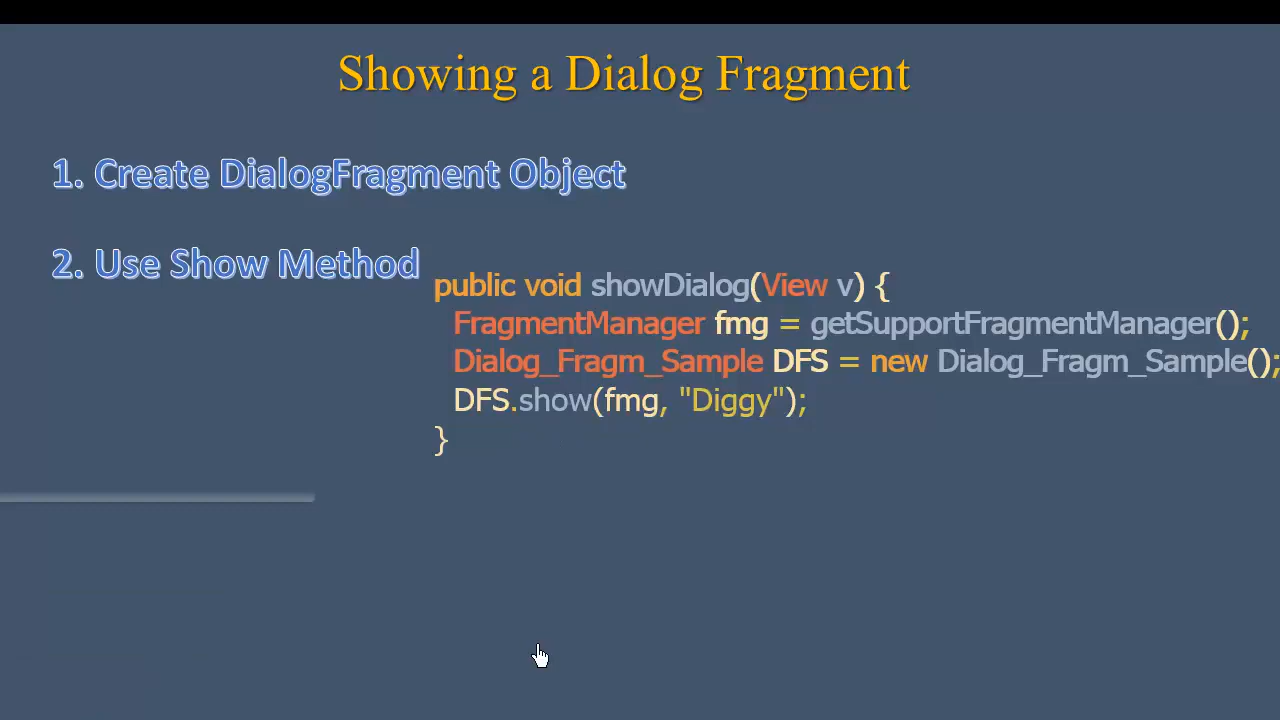 Showing a Dialog Fragment
1. Create DialogFragment Object
2. Use Show Method
public void showDialog(View v) {
FragmentManager fmg = getSupportFragmentManager();
Dialog_Fragm_Sample DFS = new Dialog_Fragm_Sample();
DFS.show(fmg, "Diggy");
}